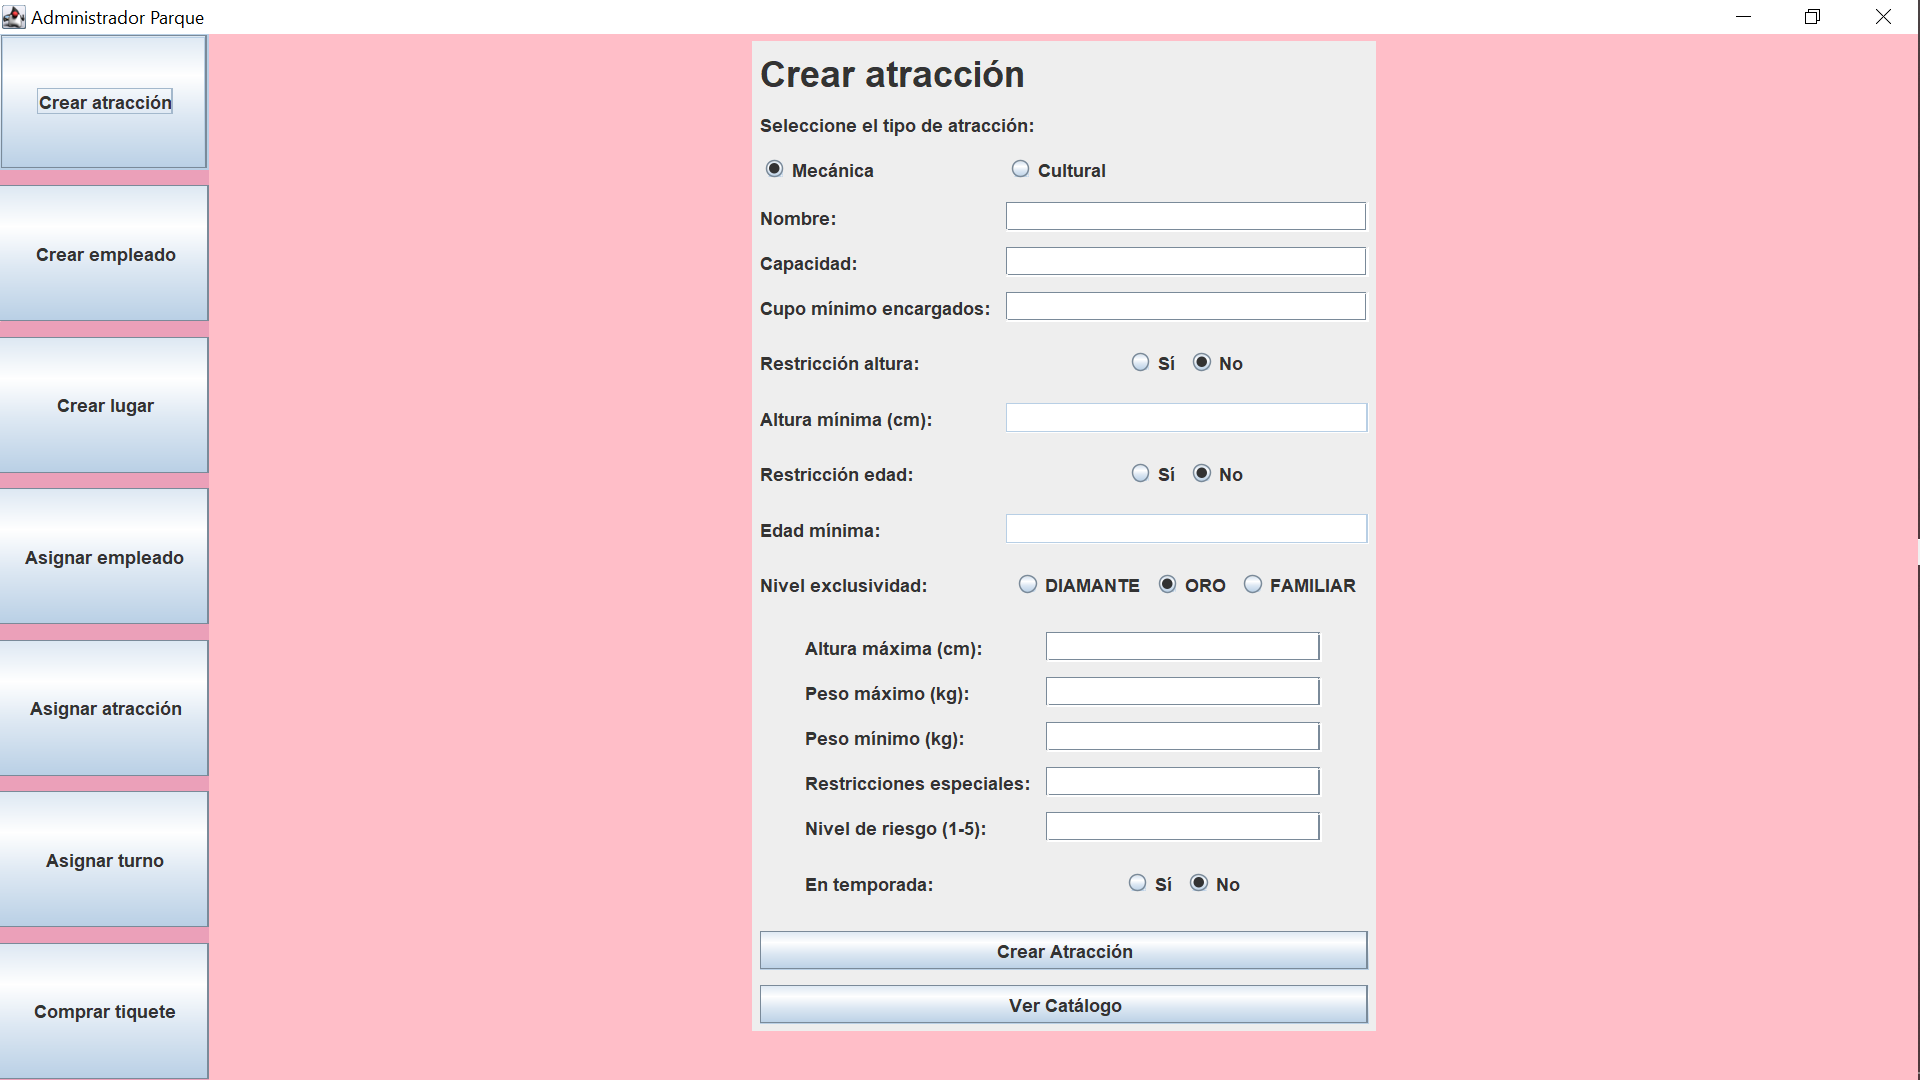 Administrador Parque
Crear atracción
Crear empleado
Crear lugar
Asignar empleado
Asignar atracción
Asignar turno
Comprar tiquete
Crear atracción
Seleccione el tipo de atracción:
Mecánica Cultural
Nombre:
Capacidad:
Cupo mínimo encargados:
Restricción altura: Sí No
Altura mínima (cm):
Restricción edad: Sí No
Edad mínima:
Nivel exclusividad: DIAMANTE ORO FAMILIAR
Altura máxima (cm):
Peso máximo (kg):
Peso mínimo (kg):
Restricciones especiales:
Nivel de riesgo (1-5):
En temporada: Sí No
Crear Atracción
Ver Catálogo